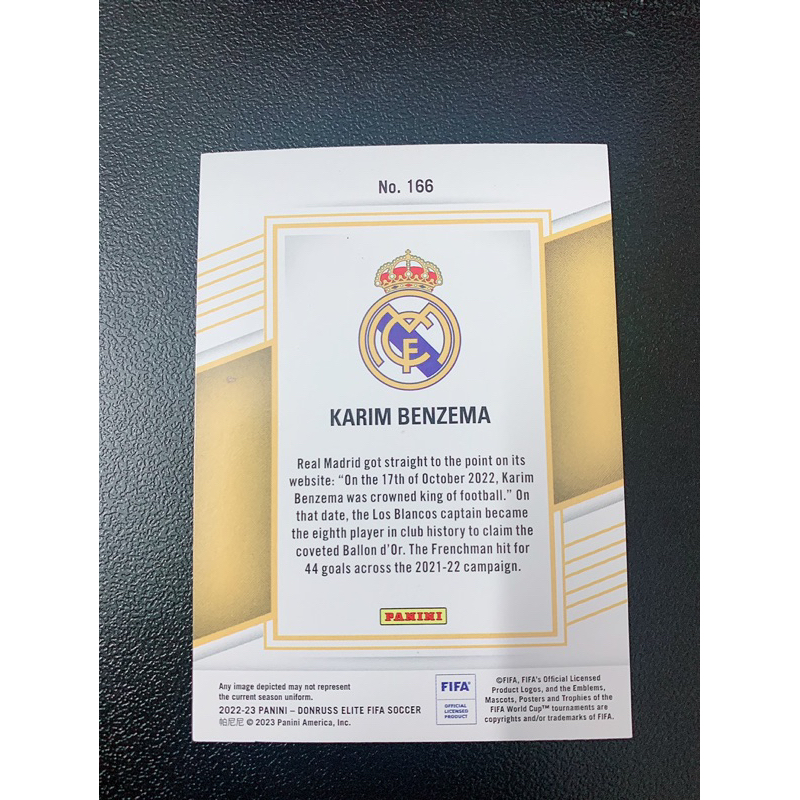 No. 166
KARIM BENZEMA
Real Madrid got straight to the point on its
website: “On the 17th of October 2022, Karim
Benzema was crowned king of football.” On
that date, the Los Blancos captain became
the eighth player in club history to claim the
coveted Ballon d’Or. The Frenchman hit for
44 goals across the 2021-22 campaign.
PANINI
Any image depicted may not represent
the current season uniform.
2022-23 PANINI – DONRUSS ELITE FIFA SOCCER
帕尼尼 © 2023 Panini America, Inc.
FIFA®
OFFICIAL
LICENSED
PRODUCT
©FIFA, FIFA's Official Licensed
Product Logos, and the Emblems,
Mascots, Posters and Trophies of the
FIFA World Cup™ tournaments are
copyrights and/or trademarks of FIFA.